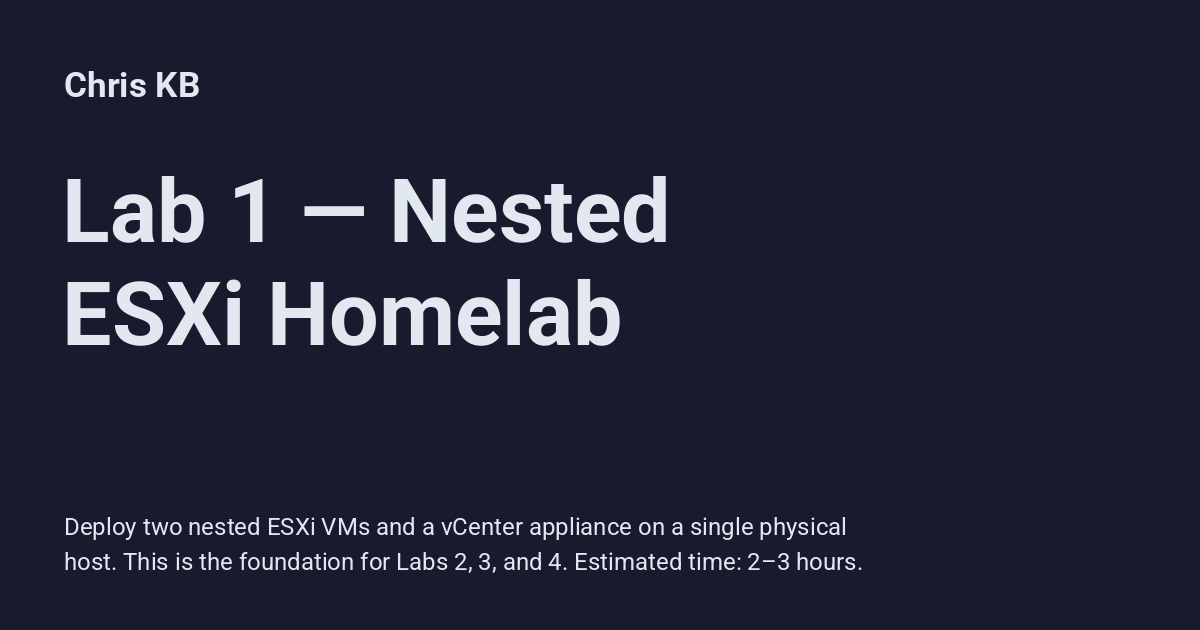 Chris KB
Lab 1 — Nested
ESXi Homelab
Deploy two nested ESXi VMs and a vCenter appliance on a single physical
host. This is the foundation for Labs 2, 3, and 4. Estimated time: 2–3 hours.